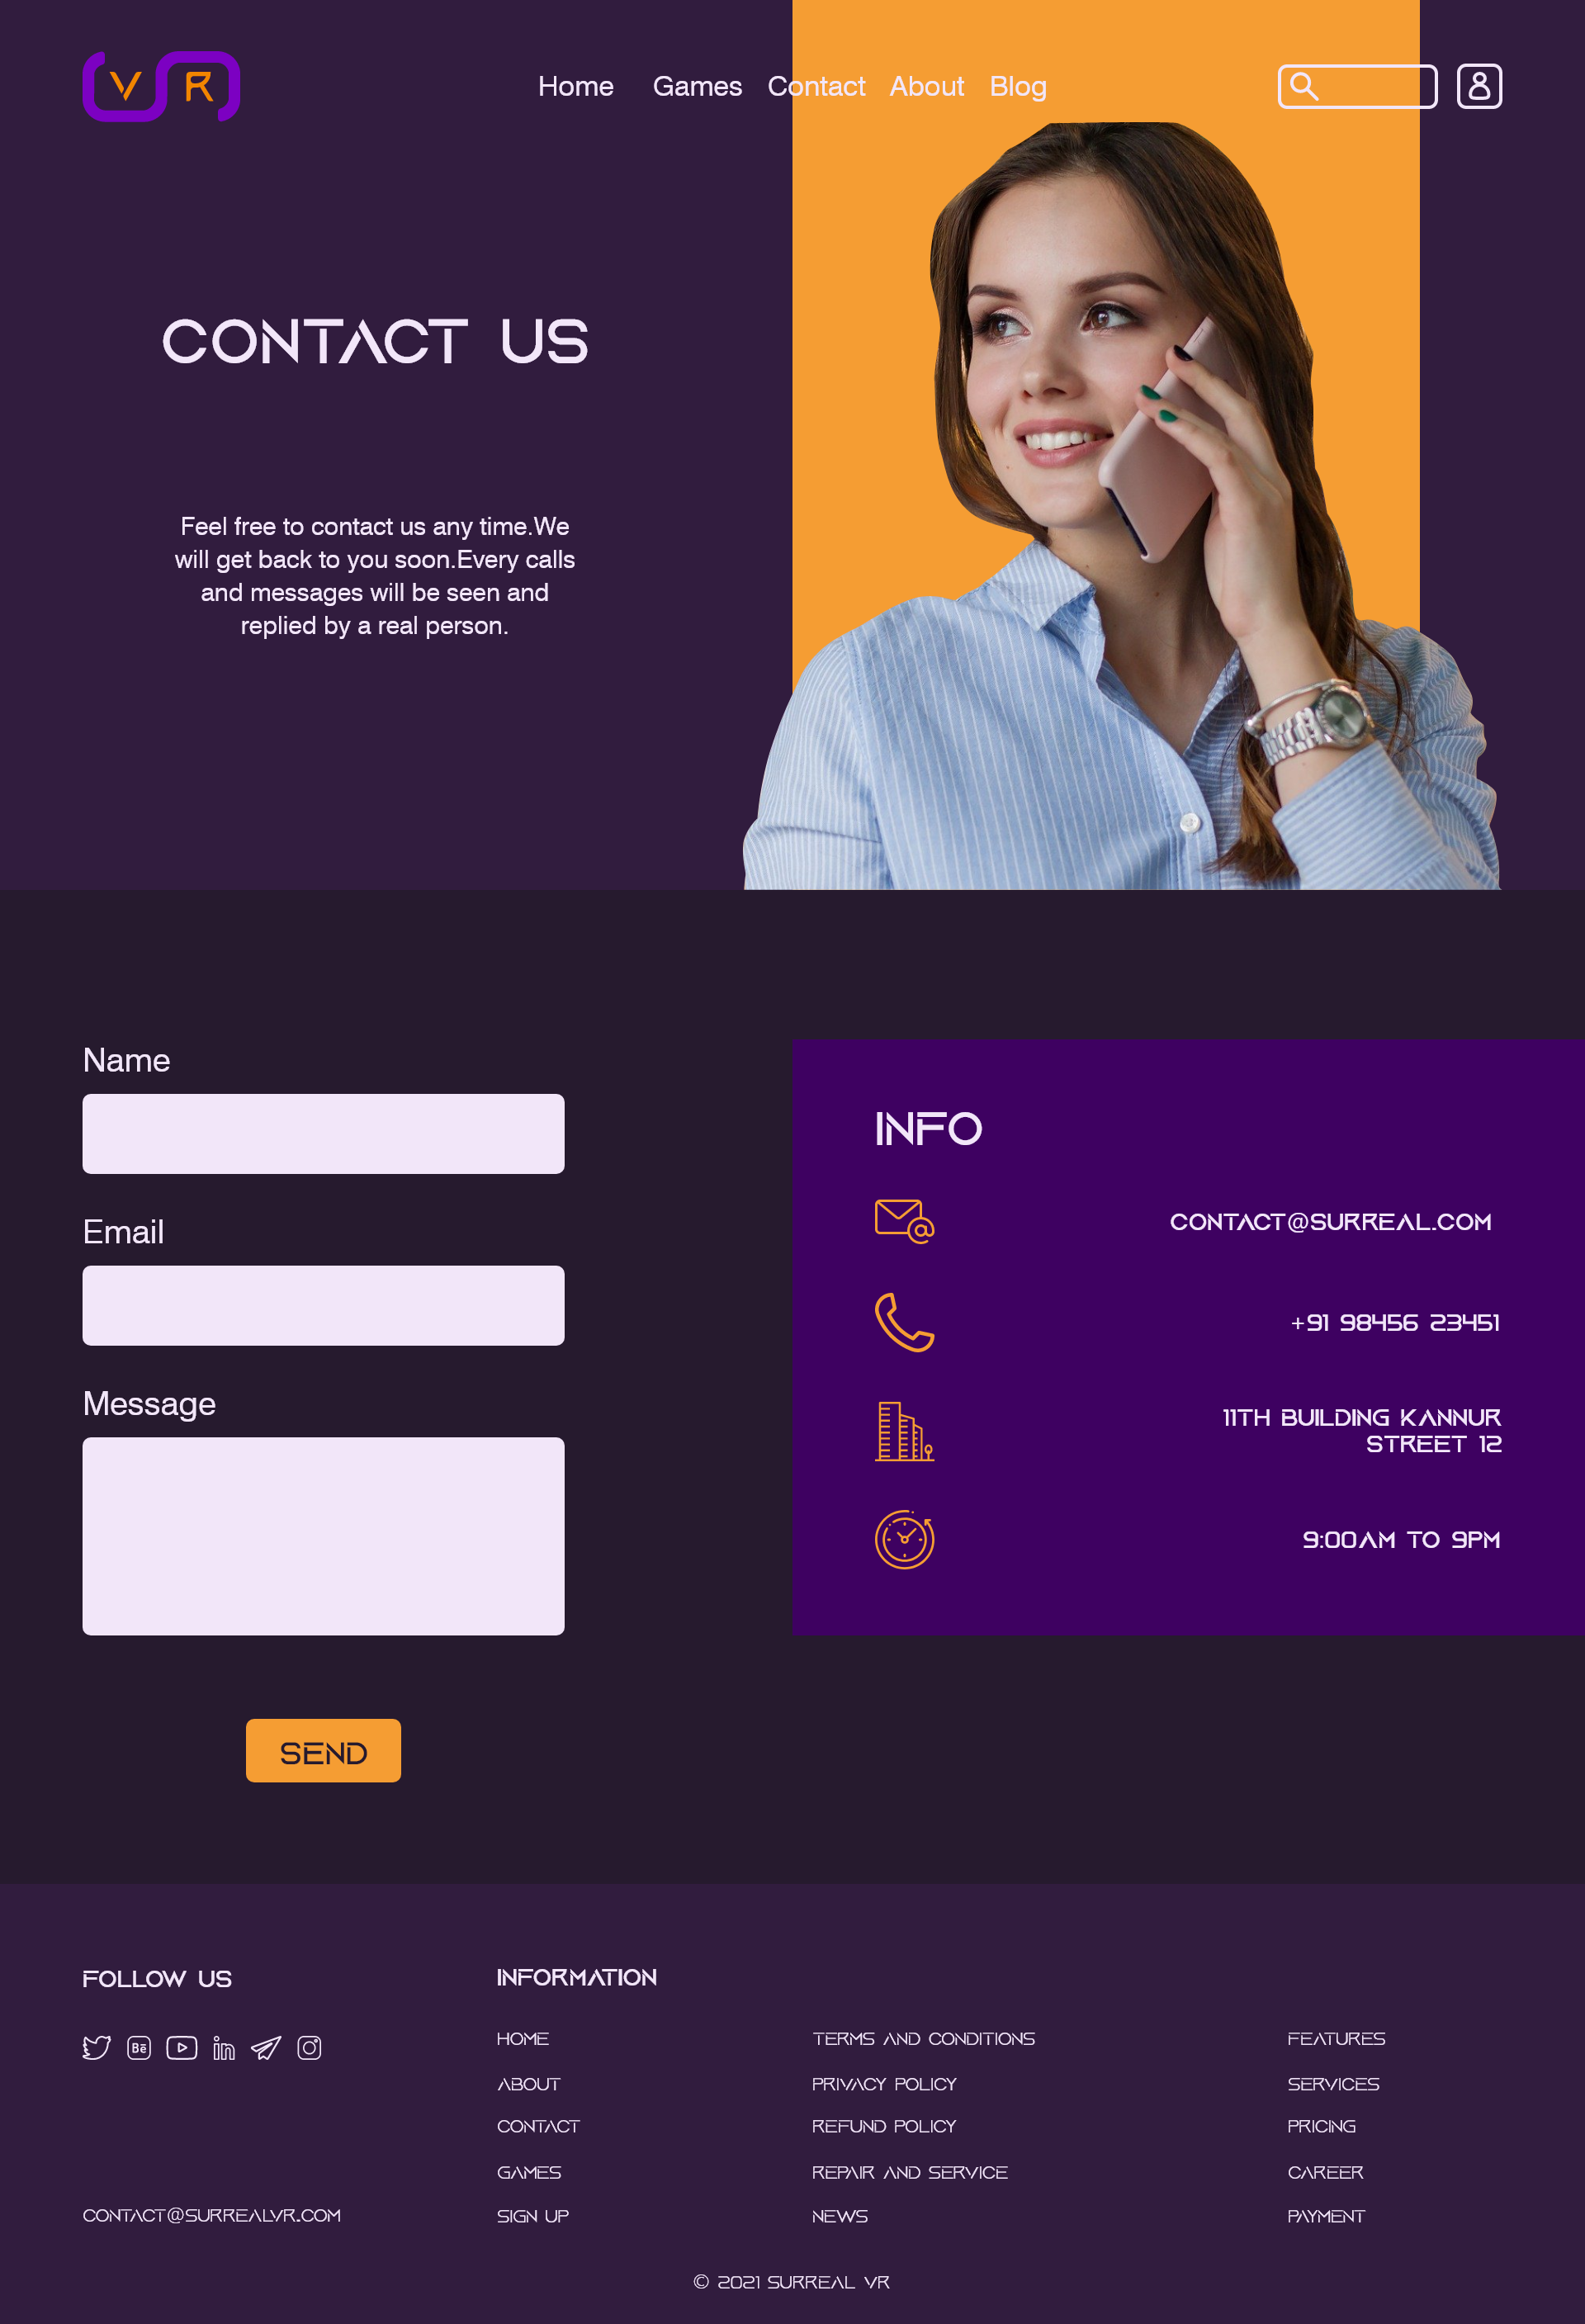 VR
Home Games Contact About Blog
CONTACT US
Feel free to contact us any time.We
will get back to you soon.Every calls
and messages will be seen and
replied by a real person.
Name
Email
Message
SEND
INFO
CONTACT@SURREAL.COM
+91 98456 23451
11TH BUILDING KANNUR
STREET 12
9:00AM TO 9PM
FOLLOW US
Bē
in
CONTACT@SURREALVR.COM
INFORMATION
HOME
ABOUT
CONTACT
GAMES
SIGN UP
TERMS AND CONDITIONS
PRIVACY POLICY
REFUND POLICY
REPAIR AND SERVICE
NEWS
FEATURES
SERVICES
PRICING
CAREER
PAYMENT
© 2021 SURREAL VR